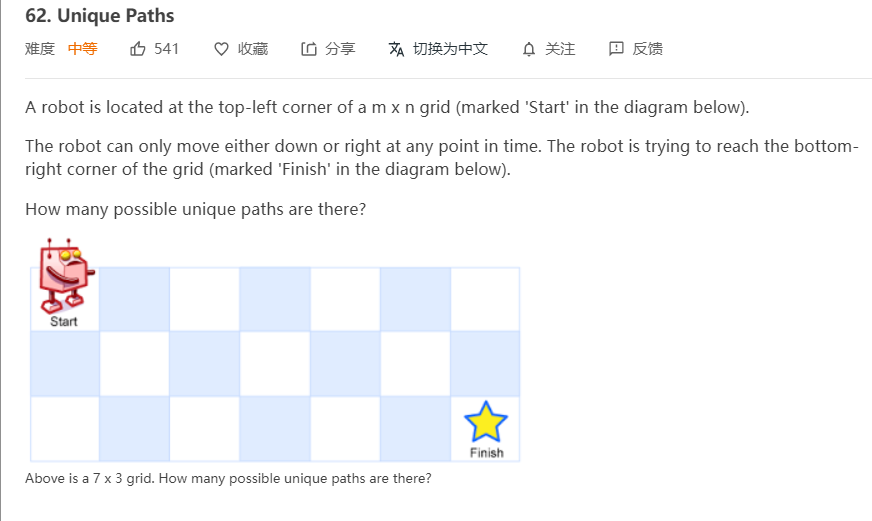 62. Unique Paths
难度 中等 541 收藏 分享 切换为中文 关注 反馈
A robot is located at the top-left corner of a m x n grid (marked 'Start' in the diagram below).
The robot can only move either down or right at any point in time. The robot is trying to reach the bottom-
right corner of the grid (marked 'Finish' in the diagram below).
How many possible unique paths are there?
Start
Finish
Above is a 7 x 3 grid. How many possible unique paths are there?